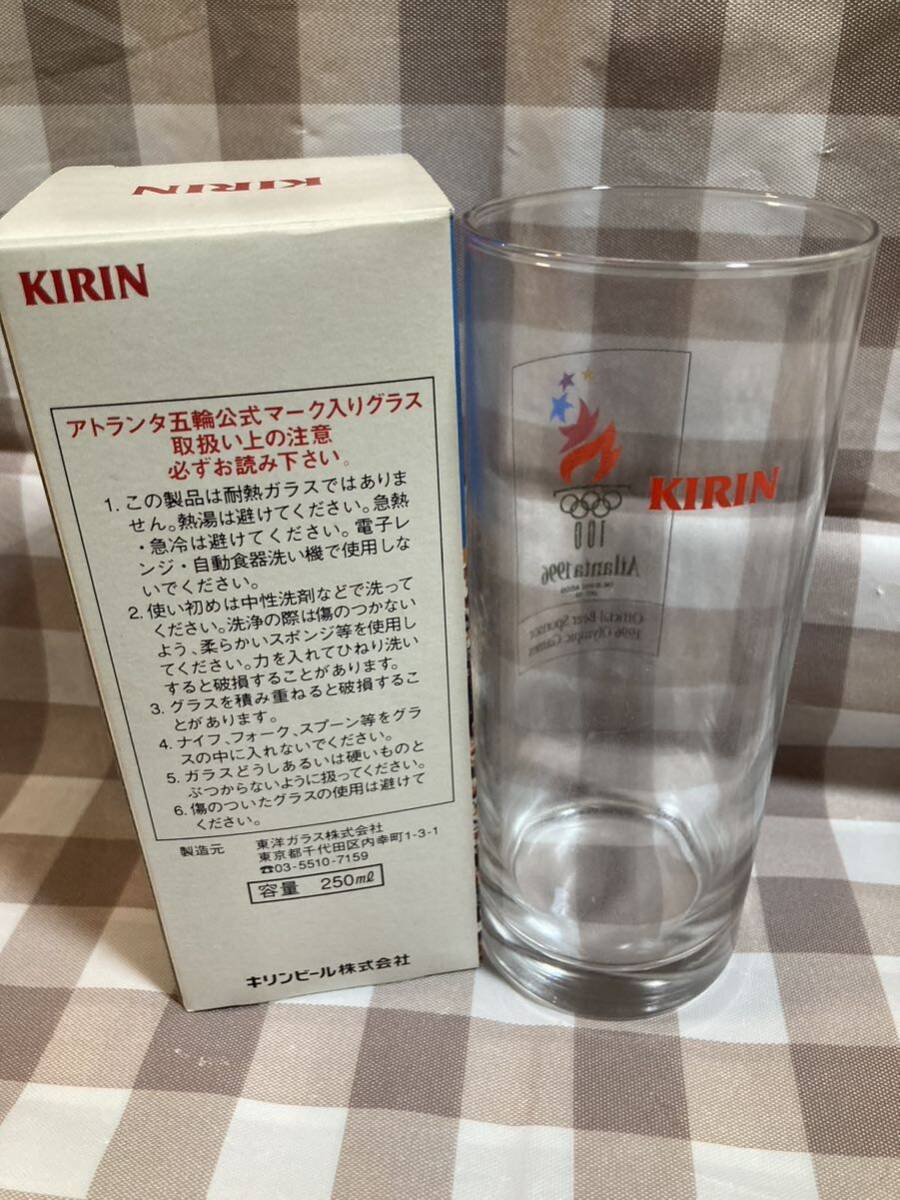 KIRIN
KIRIN
アトランタ五輪公式マーク入りグラス
取扱い上の注意
必ずお読み下さい。
1. この製品は耐熱ガラスではありま
せん。熱湯は避けてください。急熱
・急冷は避けてください。電子レ
ンジ・自動食器洗い機で使用しな
いでください。
2. 使い初めは中性洗剤などで洗って
ください。洗浄の際は傷のつかない
よう、柔らかいスポンジ等を使用し
てください。力を入れてひねり洗い
すると破損することがあります。
3. グラスを積み重ねると破損するこ
とがあります。
4. ナイフ、フォーク、スプーン等をグラ
スの中に入れないでください。
5. ガラスどうしあるいは硬いものと
ぶつからないように扱ってください。
6. 傷のついたグラスの使用は避けて
ください。
製造元 東洋ガラス株式会社
東京都千代田区内幸町1-3-1
☎03-5510-7159
容量 250㎖
キリンビール株式会社
KIRIN
100
Atlanta 1996
Official Beer Sponsor
1996 Olympic Games